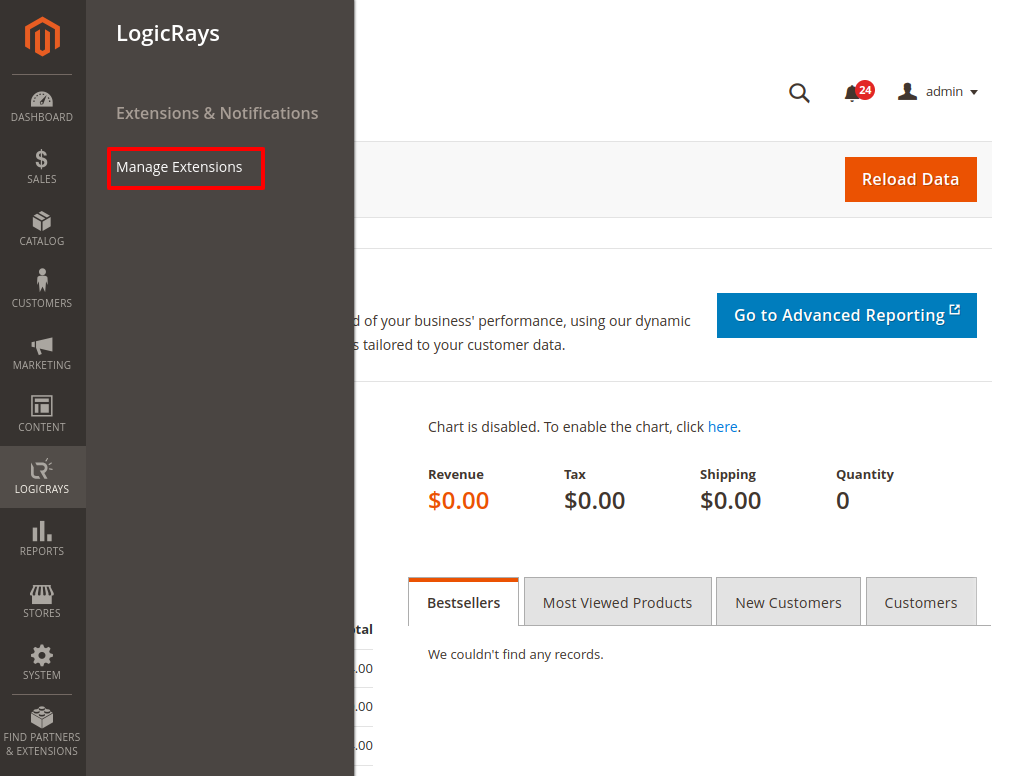 LogicRays
Extensions & Notifications
Manage Extensions
DASHBOARD
SALES
CATALOG
CUSTOMERS
MARKETING
CONTENT
LOGICRAYS
REPORTS
STORES
SYSTEM
FIND PARTNERS
& EXTENSIONS
24
admin
Reload Data
d of your business' performance, using our dynamic
s tailored to your customer data.
Go to Advanced Reporting
Chart is disabled. To enable the chart, click here.
Revenue Tax Shipping Quantity
$0.00 $0.00 $0.00 0
Bestsellers Most Viewed Products New Customers Customers
We couldn't find any records.
otal
.00
.00
.00